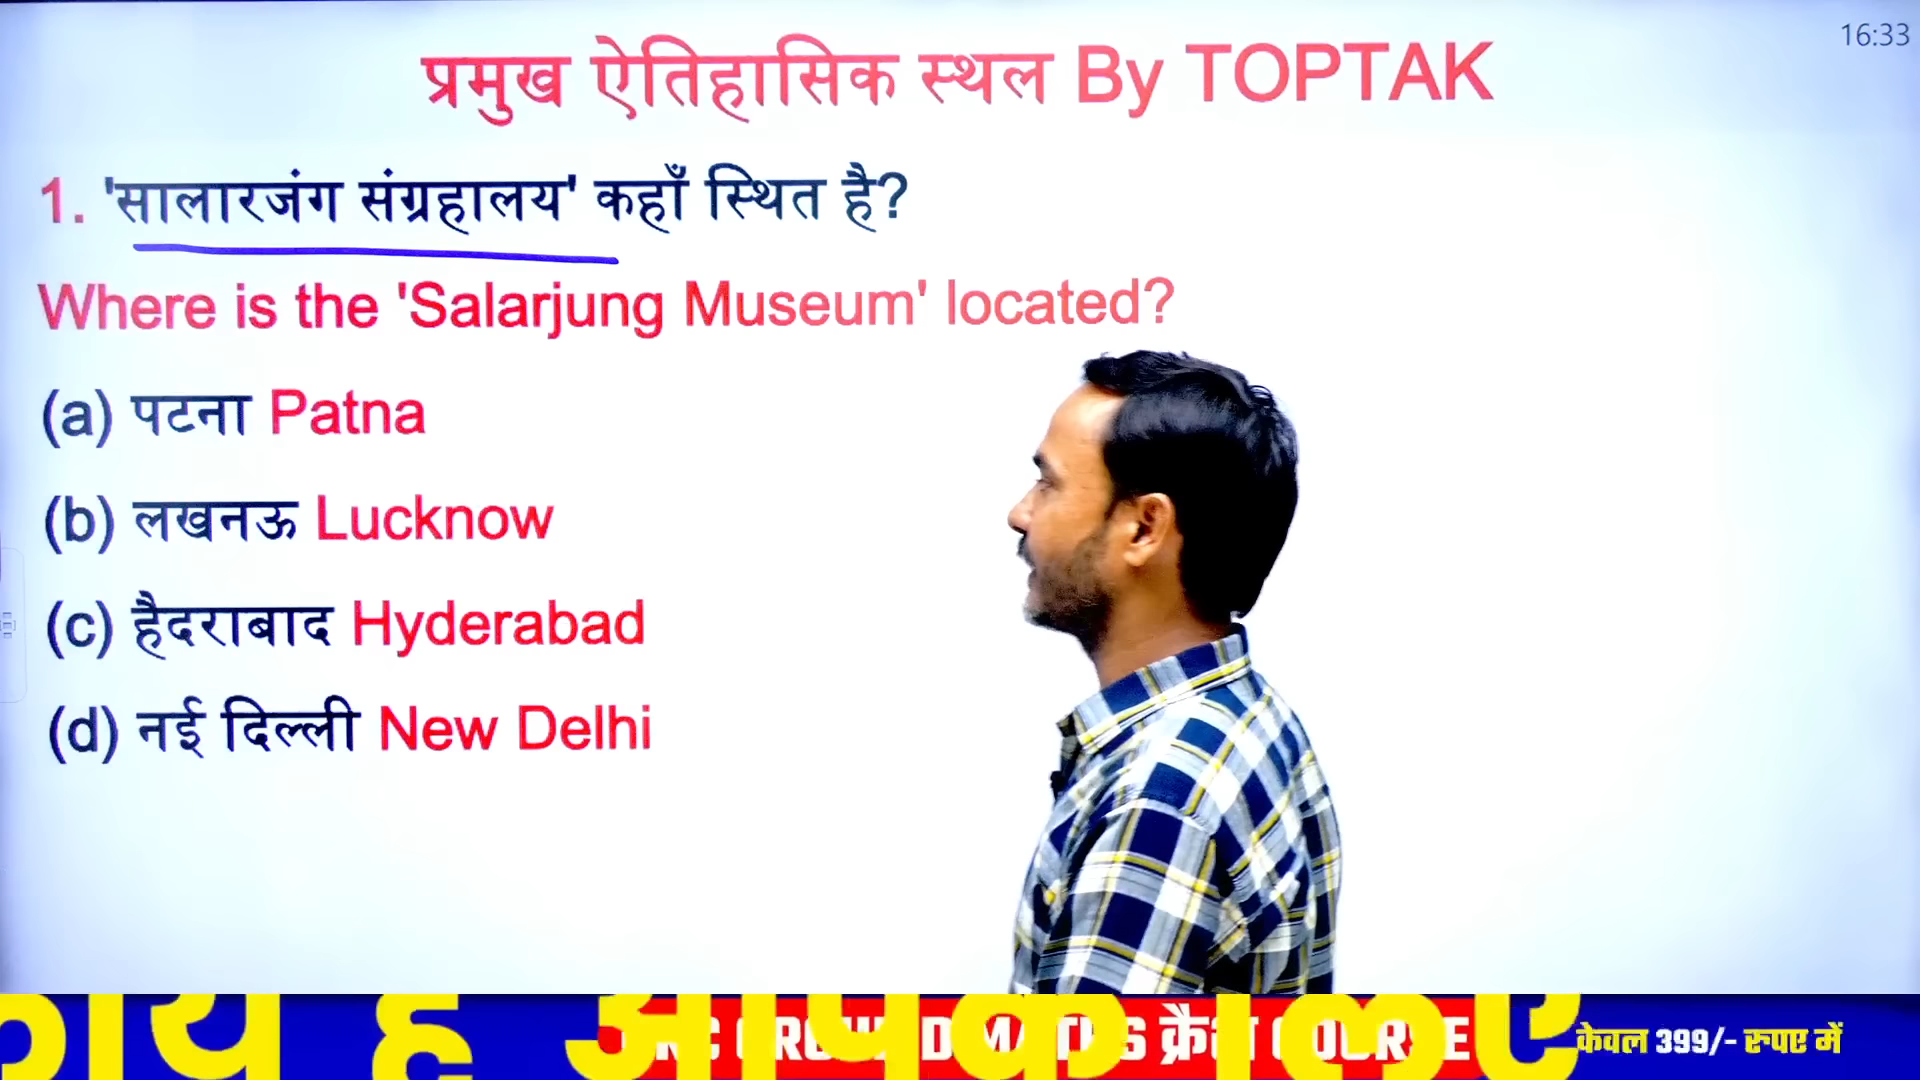 16:33
प्रमुख ऐतिहासिक स्थल By TOPTAK
1. 'सालारजंग संग्रहालय' कहाँ स्थित है?
Where is the 'Salarjung Museum' located?
(a) पटना Patna
(b) लखनऊ Lucknow
(c) हैदराबाद Hyderabad
(d) नई दिल्ली New Delhi
केवल 399/- रुपए में